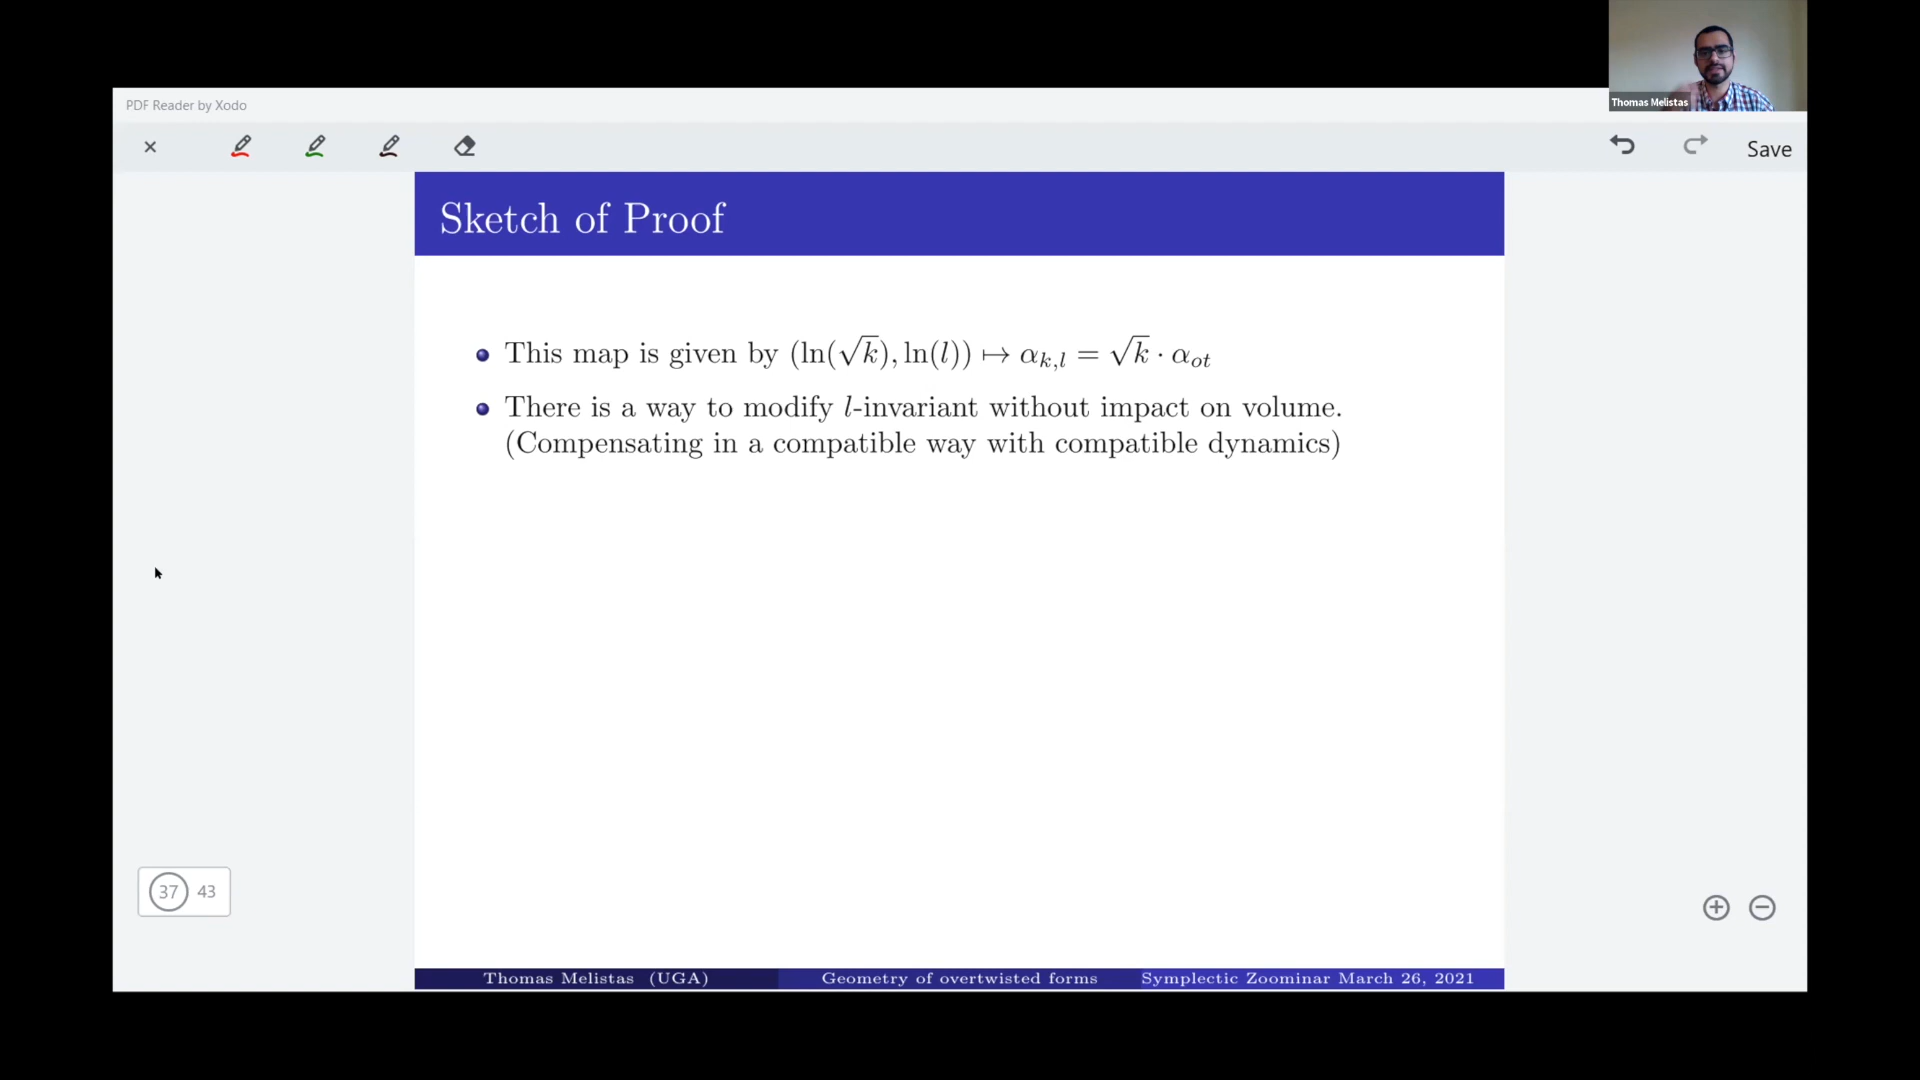 Thomas Melistas
PDF Reader by Xodo
Save
Sketch of Proof
This map is given by (ln(√k), ln(l)) ↦ α_{k,l} = √k · α_{ot}
There is a way to modify l-invariant without impact on volume.
(Compensating in a compatible way with compatible dynamics)
37 43
Thomas Melistas (UGA) Geometry of overtwisted forms Symplectic Zoominar March 26, 2021